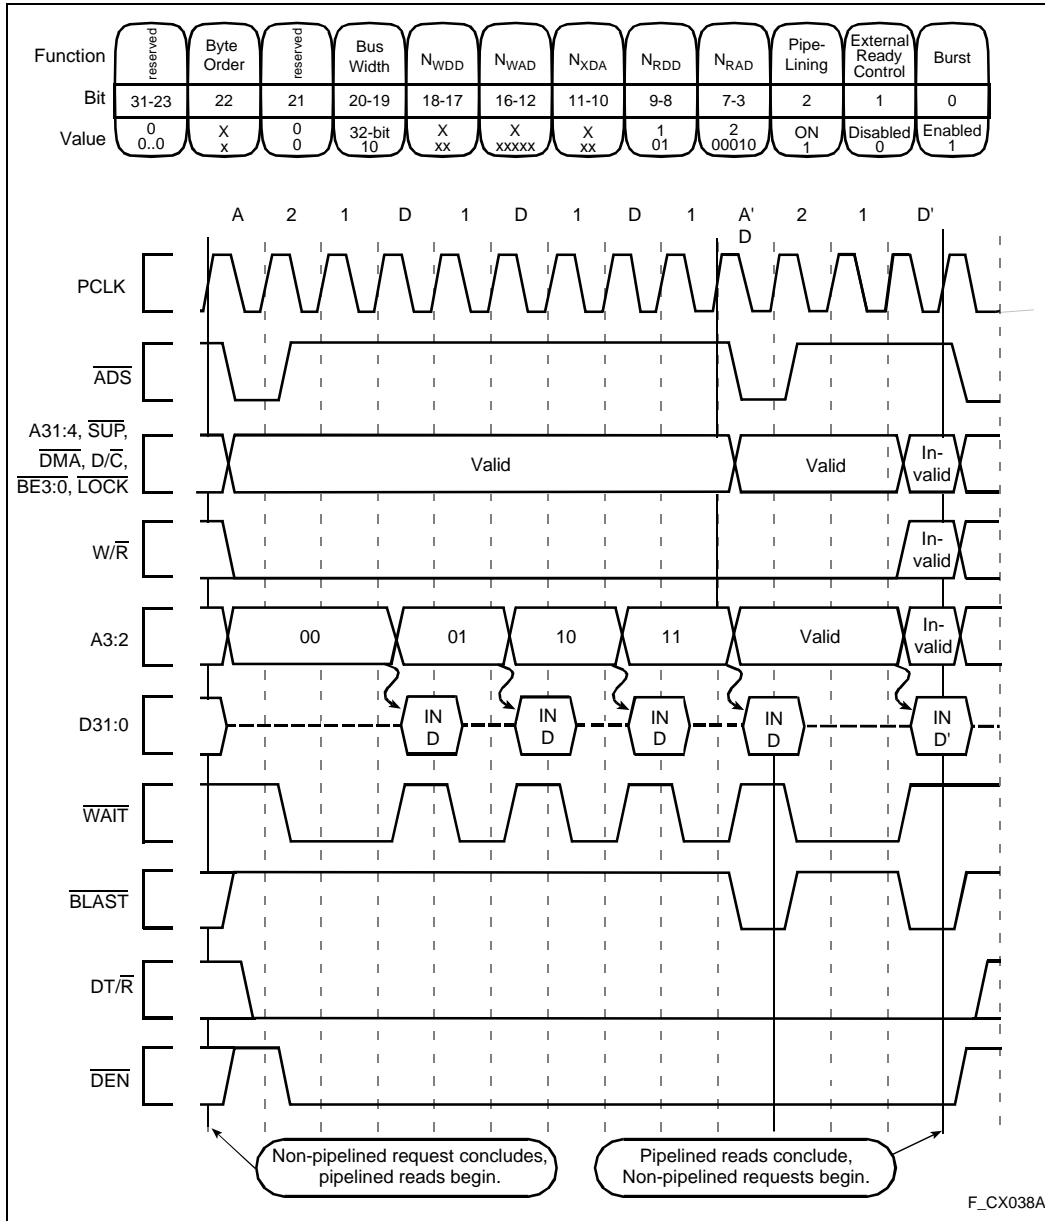 Function reserved Byte Order reserved Bus Width NWDD NWAD NXDA NRDD NRAD Pipe-Lining External Ready Control Burst
Bit 31-23 22 21 20-19 18-17 16-12 11-10 9-8 7-3 2 1 0
Value 0 X 0 32-bit X X X 1 2 ON Disabled Enabled
0..0 x 0 10 xx xxxxx xx 01 00010 1 0 1
A 2 1 D 1 D 1 D 1 A' 2 1 D'
D
PCLK
ADS
A31:4, SUP,
DMA, D/C,
BE3:0, LOCK
Valid Valid In-
valid
W/R In-
valid
A3:2 00 01 10 11 Valid In-
valid
D31:0 IN IN IN IN IN
D D D D D'
WAIT
BLAST
DT/R
DEN
Non-pipelined request concludes,
pipelined reads begin.
Pipelined reads conclude,
Non-pipelined requests begin.
F_CX038A